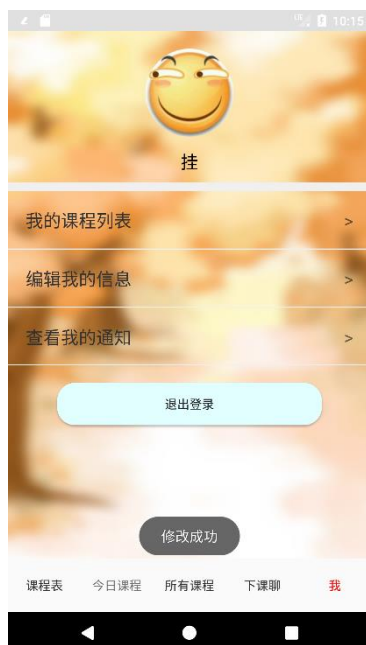 10:15
挂
我的课程列表 >
编辑我的信息 >
查看我的通知 >
退出登录
修改成功
课程表 今日课程 所有课程 下课聊 我